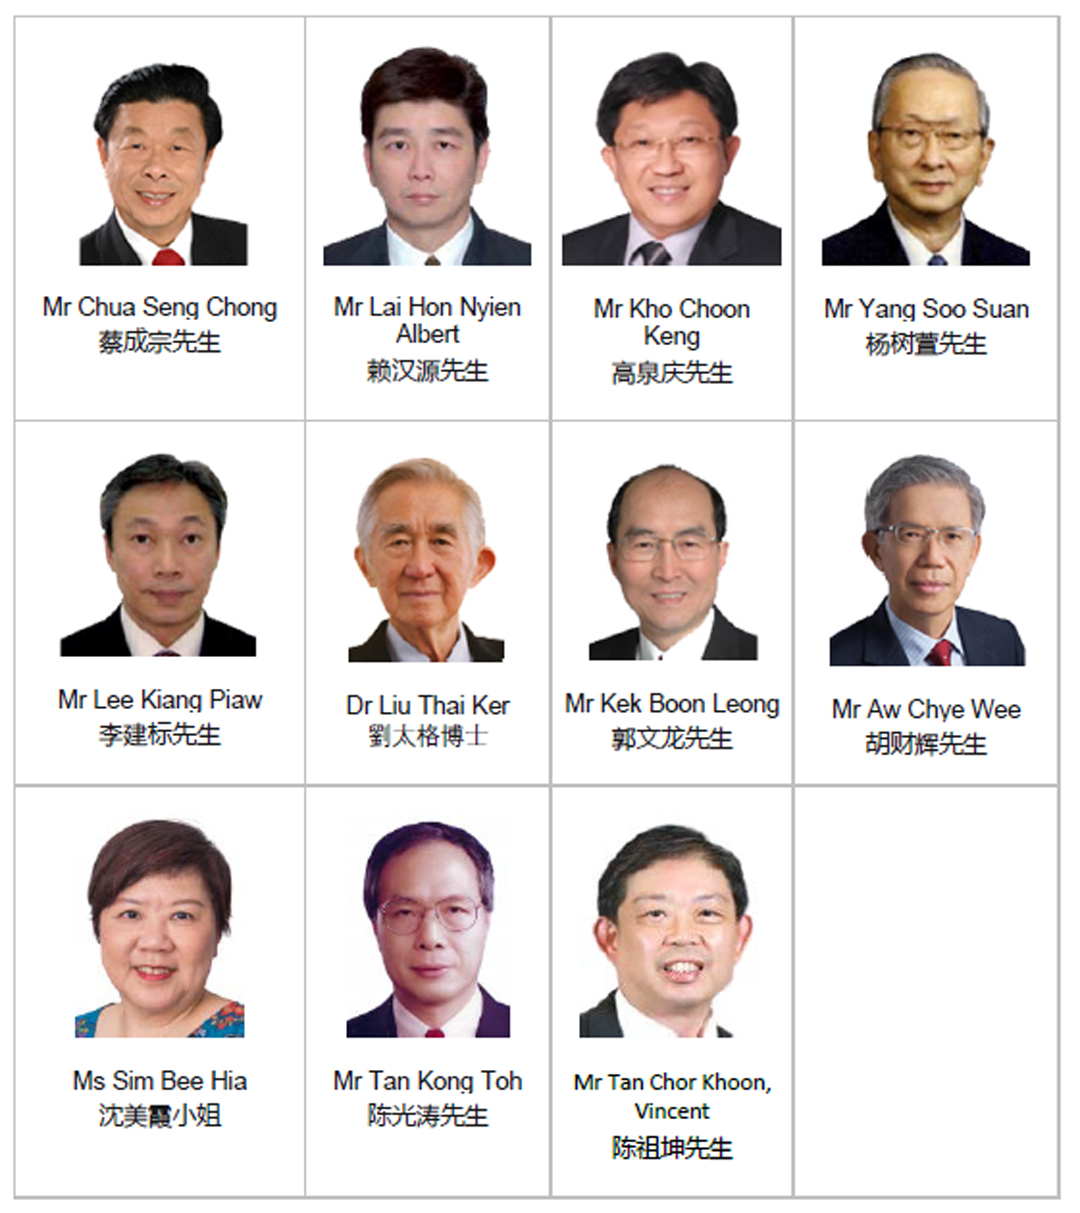 Mr Chua Seng Chong
蔡成宗先生
Mr Lai Hon Nyien
Albert
赖汉源先生
Mr Kho Choon
Keng
高泉庆先生
Mr Yang Soo Suan
杨树萱先生
Mr Lee Kiang Piaw
李建标先生
Dr Liu Thai Ker
劉太格博士
Mr Kek Boon Leong
郭文龙先生
Mr Aw Chye Wee
胡财辉先生
Ms Sim Bee Hia
沈美霞小姐
Mr Tan Kong Toh
陈光涛先生
Mr Tan Chor Khoon,
Vincent
陈祖坤先生